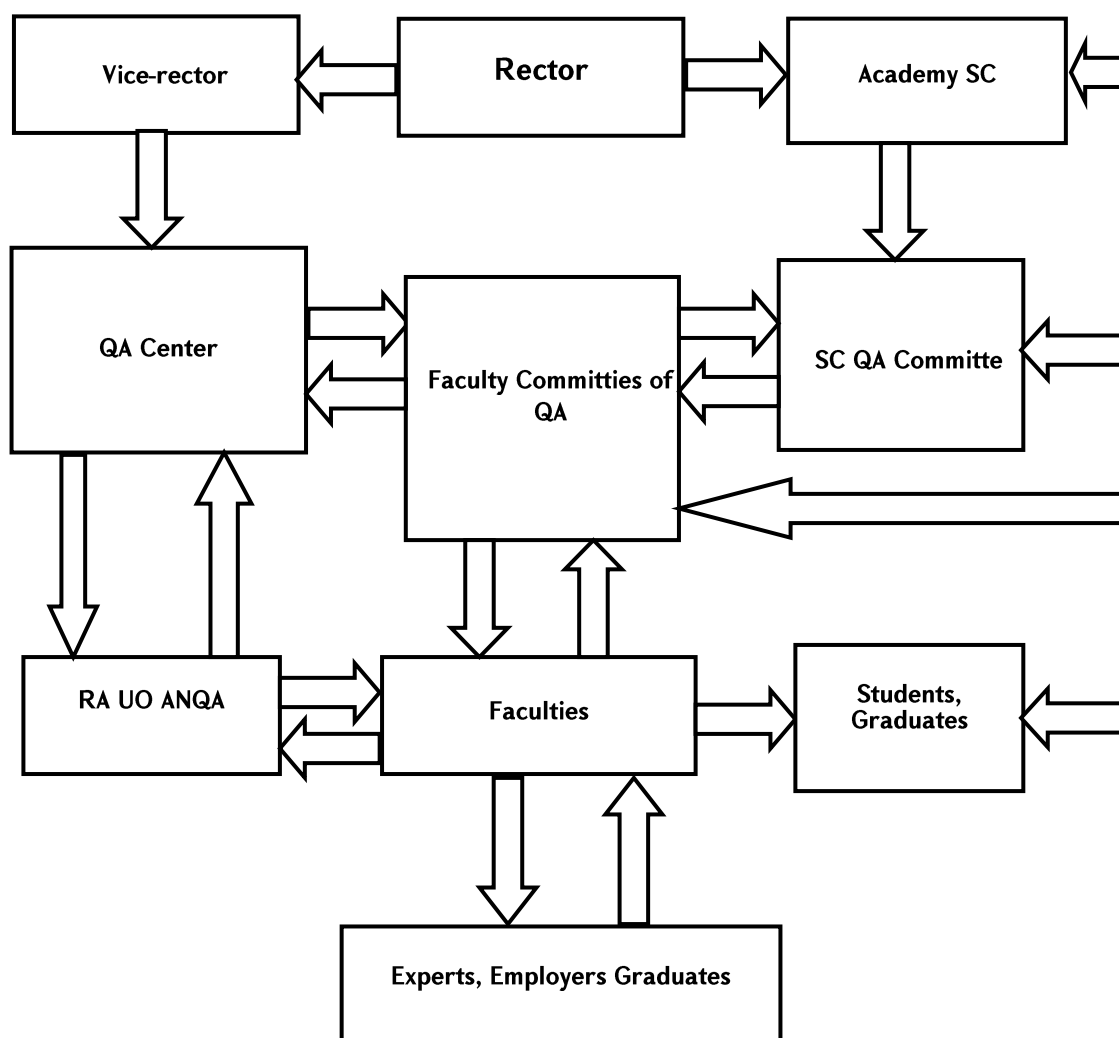 Vice-rector
Rector
Academy SC
QA Center
Faculty Committies of
QA
SC QA Committe
RA UO ANQA
Faculties
Students,
Graduates
Experts, Employers Graduates